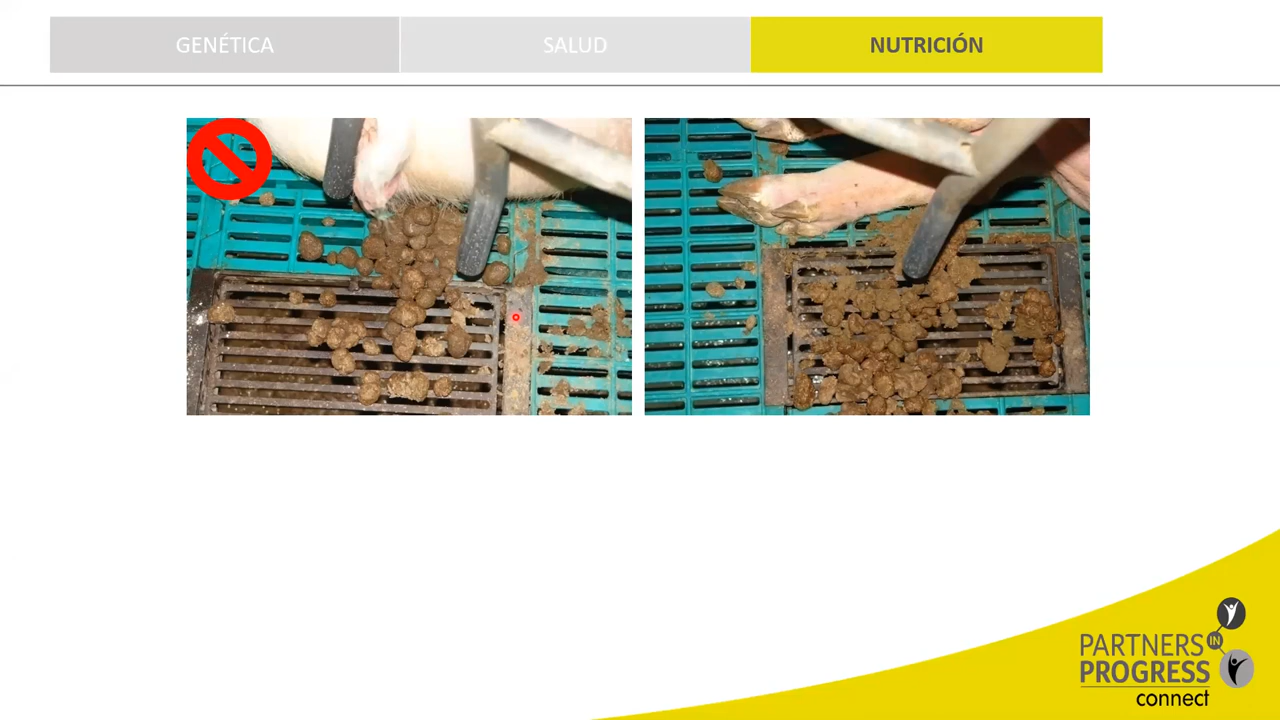 GENÉTICA
SALUD
NUTRICIÓN
PARTNERS IN
PROGRESS
connect